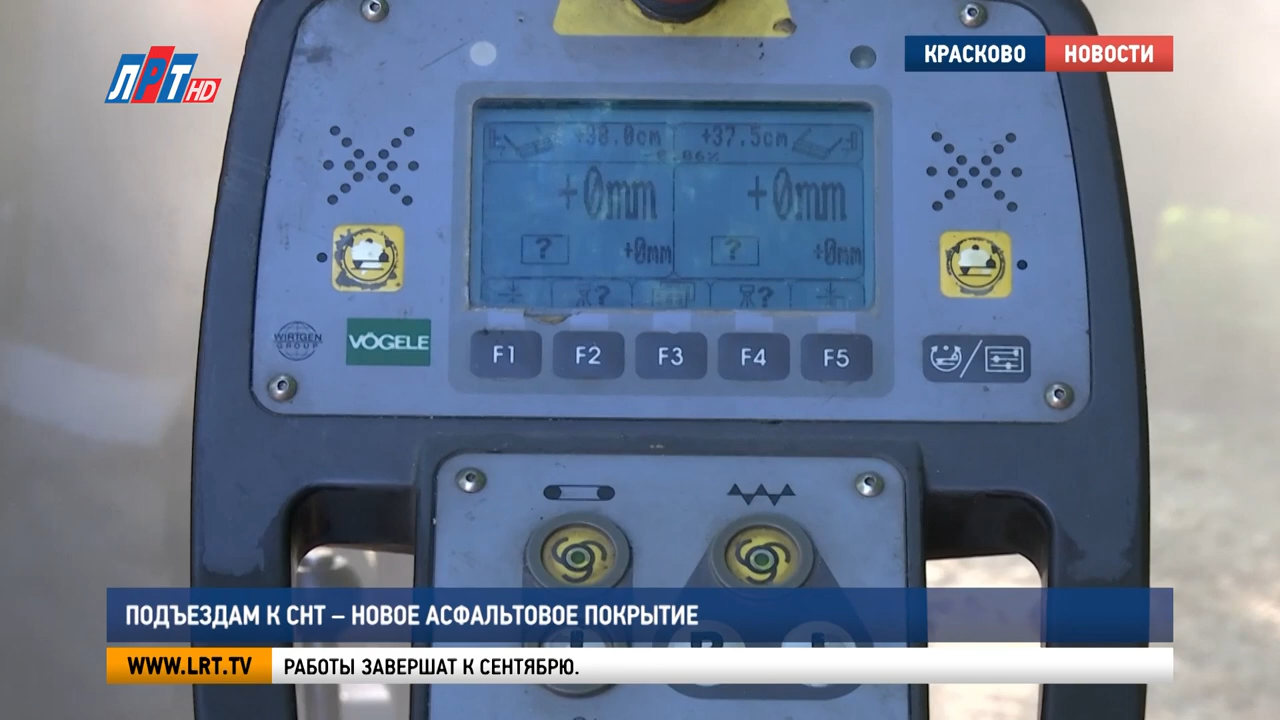 ЛРТ HD
КРАСКОВО НОВОСТИ
+38.0cm +37.5cm
+0mm +0mm
? +0mm ? +0mm
? ?
WIRTGEN GROUP
VÖGELE
F1 F2 F3 F4 F5
ПОДЪЕЗДАМ К СНТ – НОВОЕ АСФАЛЬТОВОЕ ПОКРЫТИЕ
WWW.LRT.TV РАБОТЫ ЗАВЕРШАТ К СЕНТЯБРЮ.